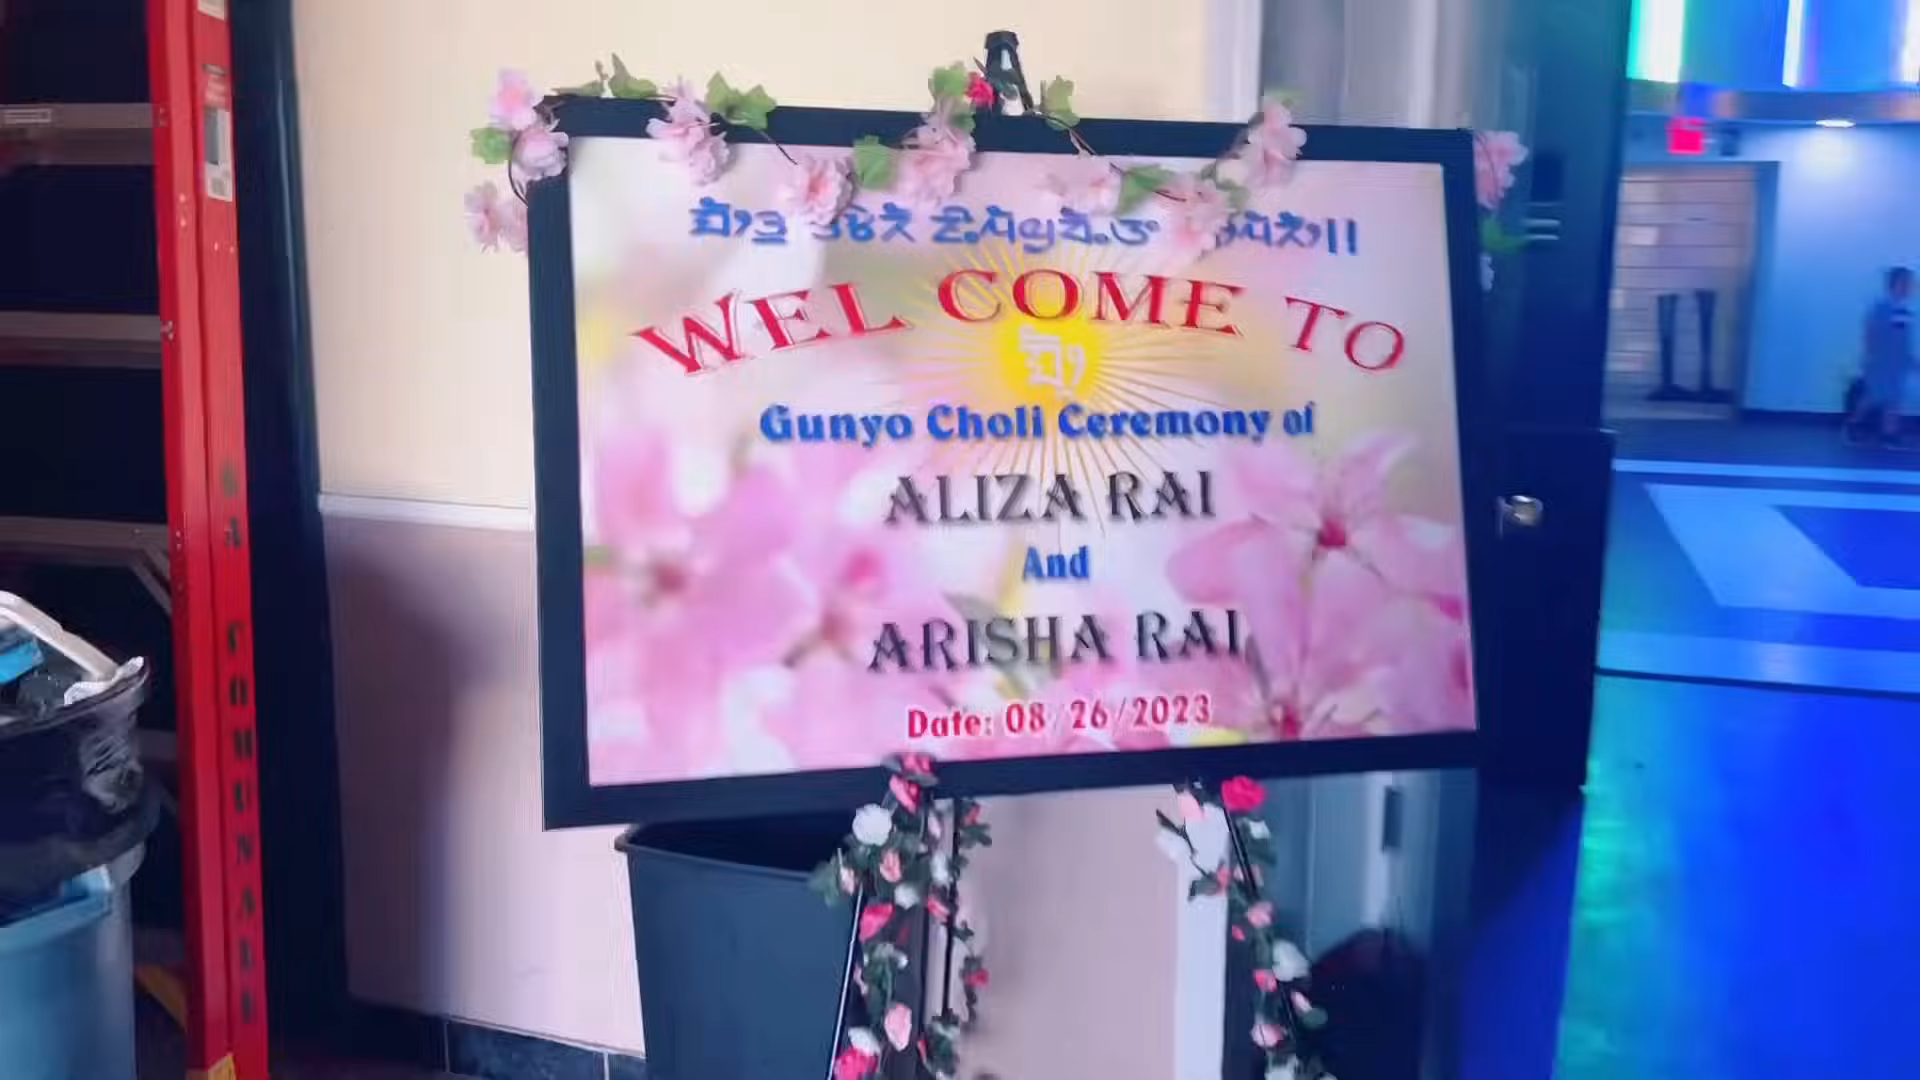 WEL COME TO
Gunyo Choli Ceremony of
ALIZA RAI
And
ARISHA RAI
Date: 08/26/2023